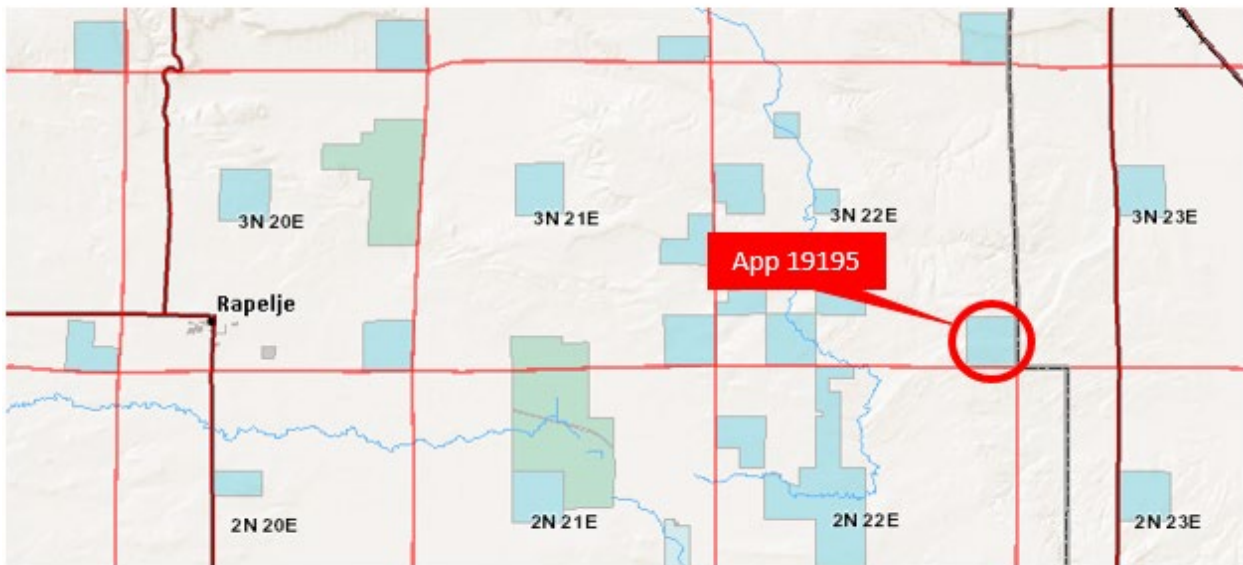 3N 20E
3N 21E
3N 22E
3N 23E
App 19195
Rapelje
2N 20E
2N 21E
2N 22E
2N 23E